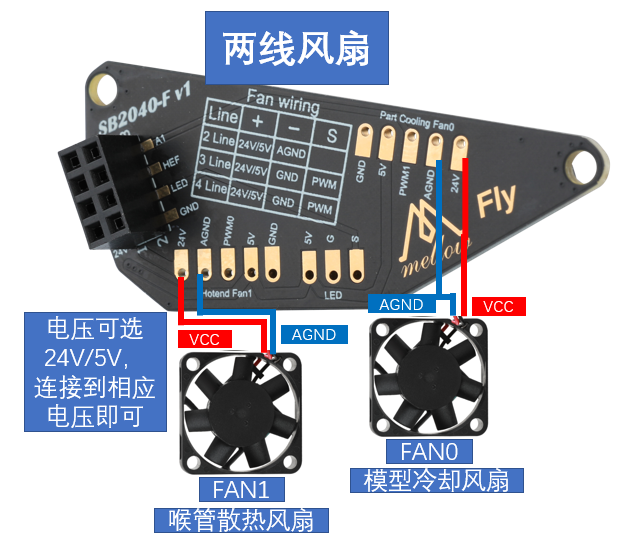 两线风扇
SB2040-F v1
Fan wiring
Line + - S
2 Line 24V/5V AGND
3 Line 24V/5V GND PWM
4 Line 24V/5V GND PWM
Part Cooling Fan0
GND 5V PWM1 AGND 24V
A1
HEF
LED
GND
24V
1
2
Fly
mellow
24V AGND PWM0 5V GND
5V G S
Hotend Fan1
LED
AGND
VCC
VCC
AGND
电压可选
24V/5V，
连接到相应
电压即可
FAN0
模型冷却风扇
FAN1
喉管散热风扇